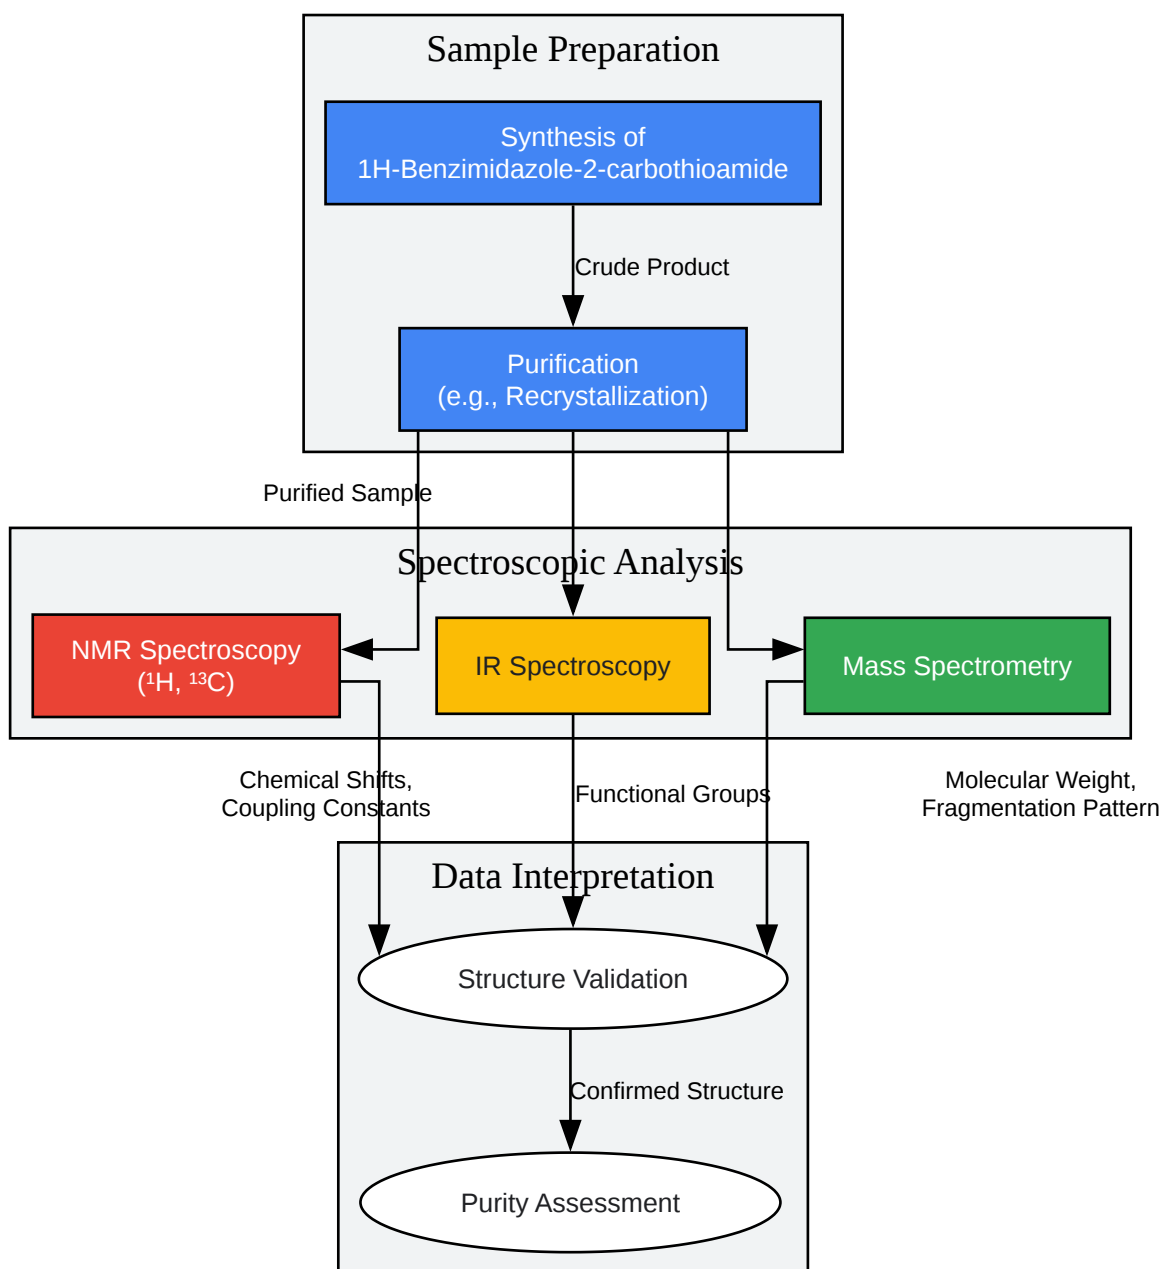 Sample Preparation
Synthesis of
1H-Benzimidazole-2-carbothioamide
Crude Product
Purification
(e.g., Recrystallization)
Purified Sample
Spectroscopic Analysis
NMR Spectroscopy
(¹H, ¹³C)
IR Spectroscopy
Mass Spectrometry
Chemical Shifts,
Coupling Constants
Functional Groups
Molecular Weight,
Fragmentation Pattern
Data Interpretation
Structure Validation
Confirmed Structure
Purity Assessment